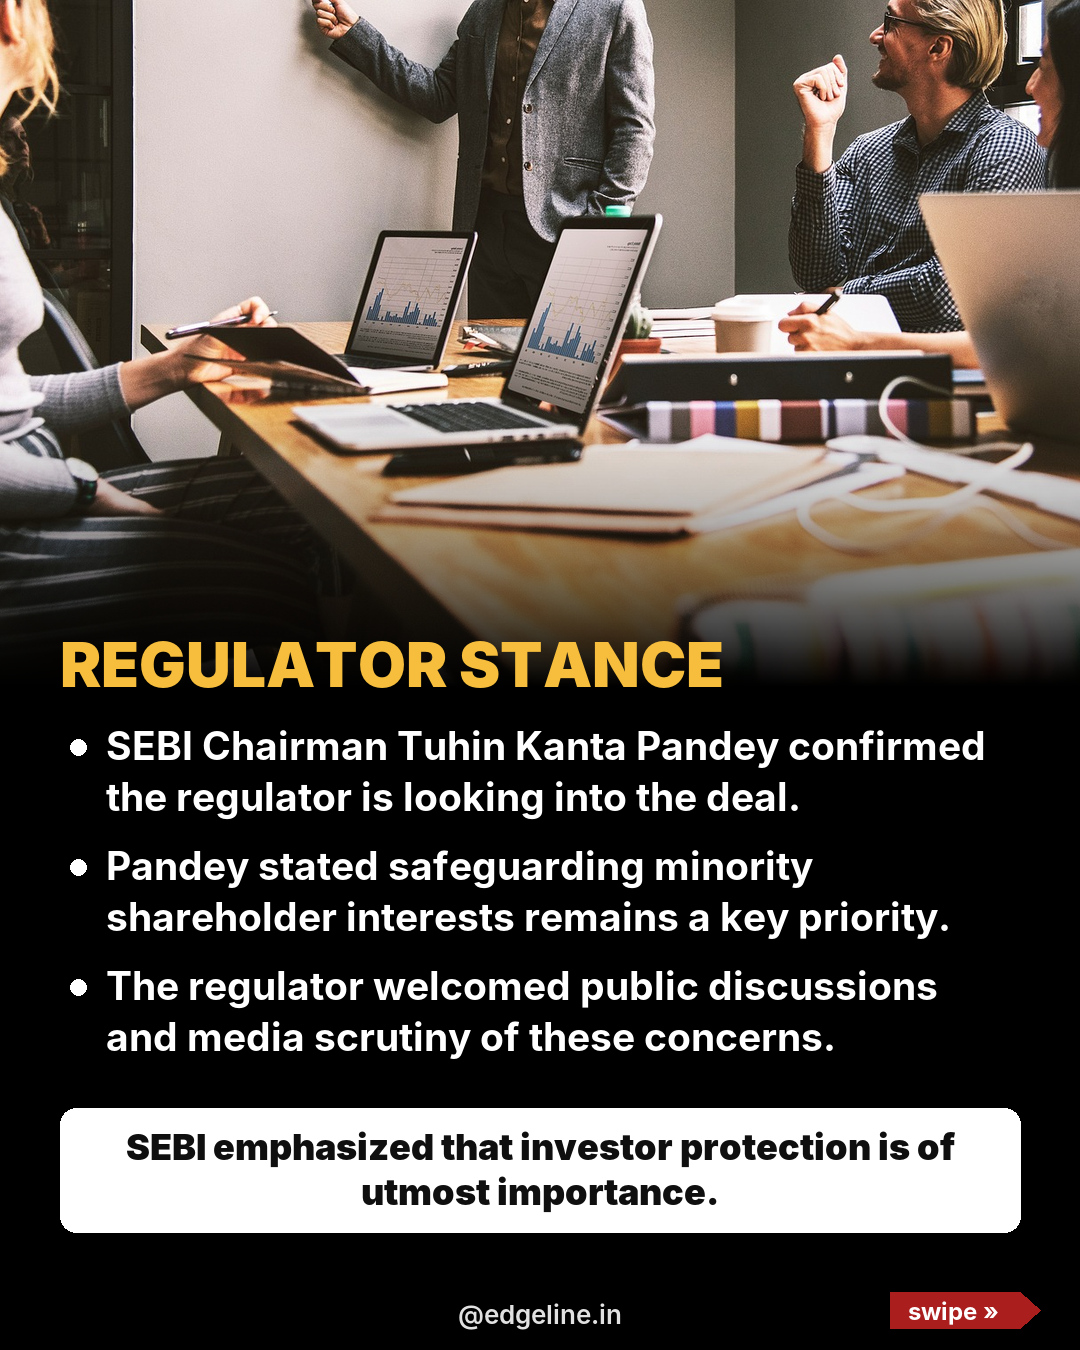 REGULATOR STANCE
SEBI Chairman Tuhin Kanta Pandey confirmed
the regulator is looking into the deal.
Pandey stated safeguarding minority
shareholder interests remains a key priority.
The regulator welcomed public discussions
and media scrutiny of these concerns.
SEBI emphasized that investor protection is of
utmost importance.
@edgeline.in
swipe »